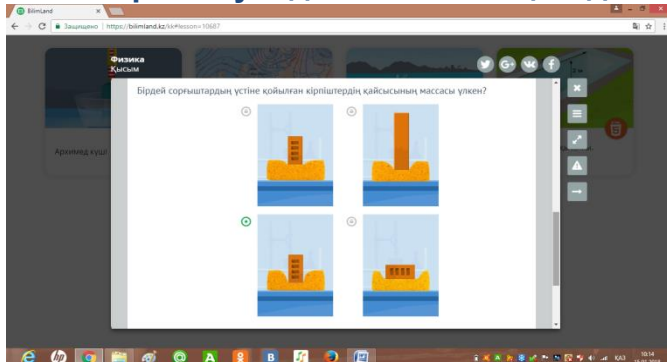 BilimLand
Защищено | https://bilimland.kz/kk#lesson=10687
Физика
Қысым
Бірдей сорғыштардың үстіне қойылған кірпіштердің қайсысының массасы үлкен?
Архимед күші
ҚАЗ
10:14